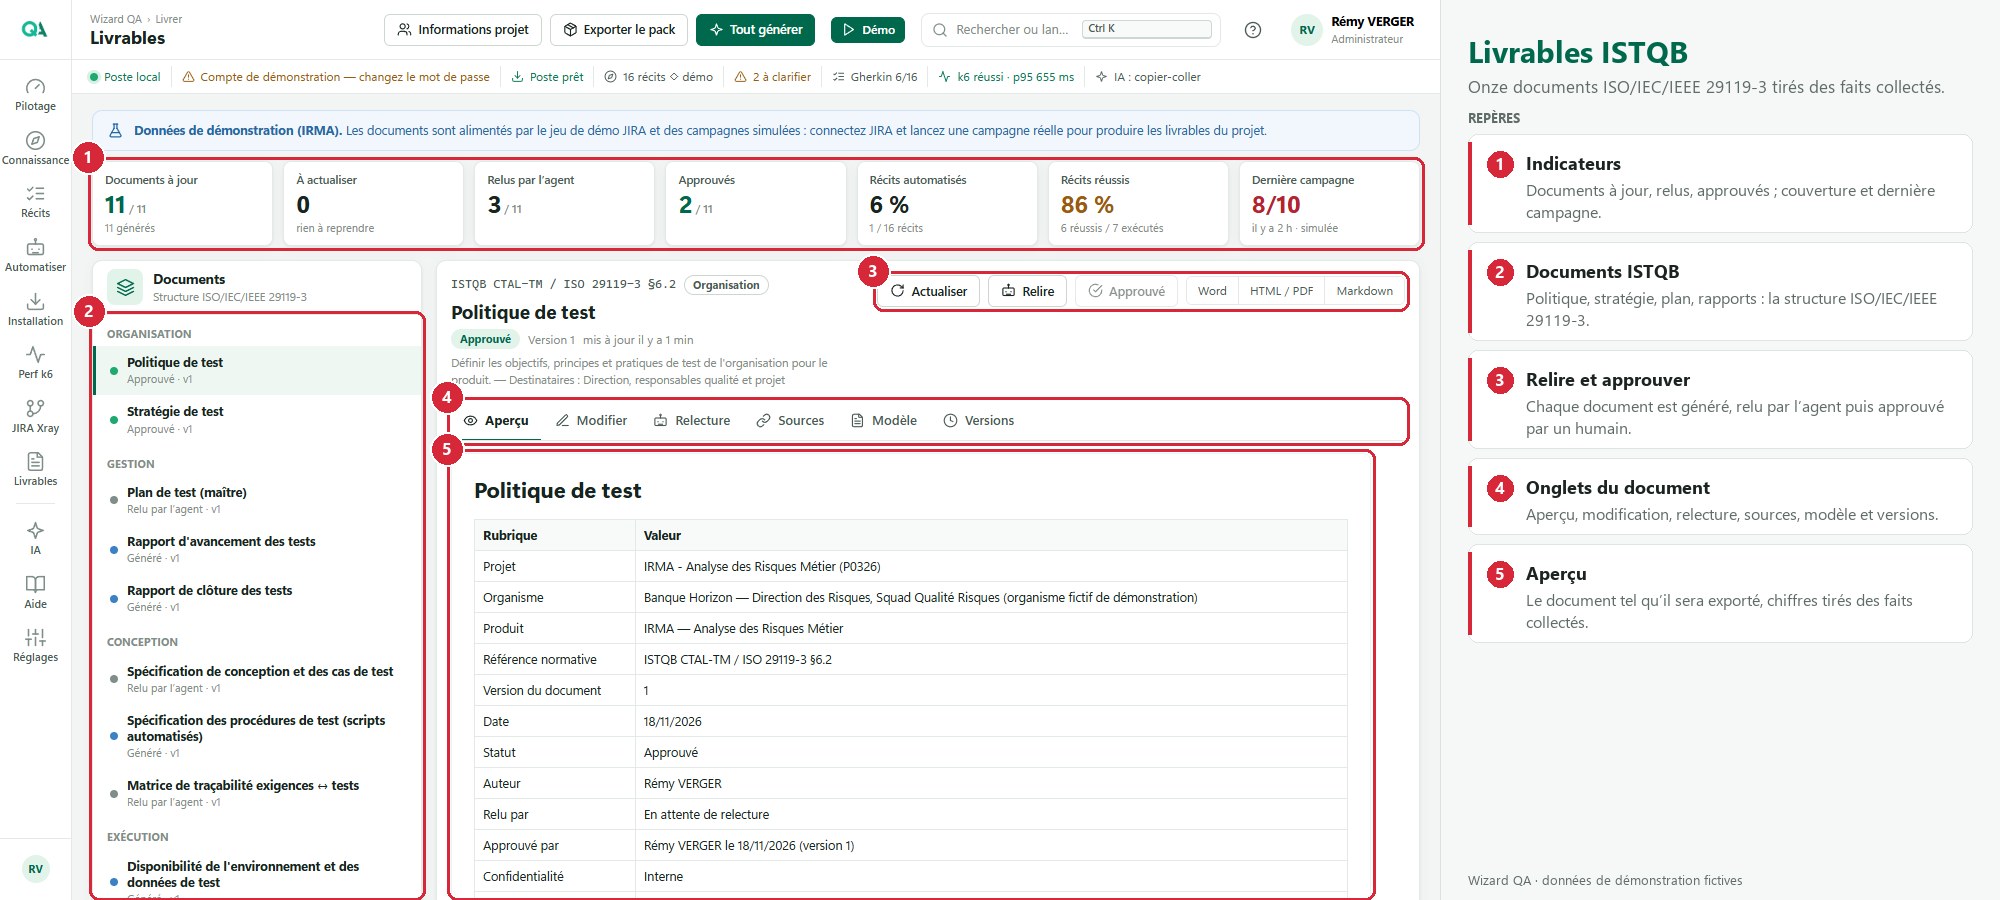 QA
Wizard QA › Livrer
Livrables
Informations projet
Exporter le pack
Tout générer
Démo
Rechercher ou lan...
Ctrl K
RV
Rémy VERGER
Administrateur
Poste local
Compte de démonstration — changez le mot de passe
Poste prêt
16 récits ◇ démo
2 à clarifier
Gherkin 6/16
k6 réussi · p95 655 ms
IA : copier-coller
Pilotage
Connaissance
Récits
Automatiser
Installation
Perf k6
JIRA Xray
Livrables
IA
Aide
Réglages
RV
Données de démonstration (IRMA). Les documents sont alimentés par le jeu de démo JIRA et des campagnes simulées : connectez JIRA et lancez une campagne réelle pour produire les livrables du projet.
1
Documents à jour
11 / 11
11 générés
À actualiser
0
rien à reprendre
Relus par l'agent
3 / 11
Approuvés
2 / 11
Récits automatisés
6 %
1 / 16 récits
Récits réussis
86 %
6 réussis / 7 exécutés
Dernière campagne
8/10
il y a 2 h · simulée
Documents
Structure ISO/IEC/IEEE 29119-3
2
ORGANISATION
Politique de test
Approuvé · v1
Stratégie de test
Approuvé · v1
GESTION
Plan de test (maître)
Relu par l'agent · v1
Rapport d'avancement des tests
Généré · v1
Rapport de clôture des tests
Généré · v1
CONCEPTION
Spécification de conception et des cas de test
Relu par l'agent · v1
Spécification des procédures de test (scripts
automatisés)
Généré · v1
Matrice de traçabilité exigences ↔ tests
Relu par l'agent · v1
EXÉCUTION
Disponibilité de l'environnement et des
données de test
Généré · v1
ISTQB CTAL-TM / ISO 29119-3 §6.2
Organisation
Politique de test
Approuvé
Version 1
mis à jour il y a 1 min
Définir les objectifs, principes et pratiques de test de l'organisation pour le
produit. — Destinataires : Direction, responsables qualité et projet
3
Actualiser
Relire
Approuvé
Word
HTML / PDF
Markdown
4
Aperçu
Modifier
Relecture
Sources
Modèle
Versions
5
Politique de test
Rubrique
Valeur
Projet
IRMA - Analyse des Risques Métier (P0326)
Organisme
Banque Horizon — Direction des Risques, Squad Qualité Risques (organisme fictif de démonstration)
Produit
IRMA — Analyse des Risques Métier
Référence normative
ISTQB CTAL-TM / ISO 29119-3 §6.2
Version du document
1
Date
18/11/2026
Statut
Approuvé
Auteur
Rémy VERGER
Relu par
En attente de relecture
Approuvé par
Rémy VERGER le 18/11/2026 (version 1)
Confidentialité
Interne
Livrables ISTQB
Onze documents ISO/IEC/IEEE 29119-3 tirés des faits collectés.
REPÈRES
1
Indicateurs
Documents à jour, relus, approuvés ; couverture et dernière
campagne.
2
Documents ISTQB
Politique, stratégie, plan, rapports : la structure ISO/IEC/IEEE
29119-3.
3
Relire et approuver
Chaque document est généré, relu par l'agent puis approuvé
par un humain.
4
Onglets du document
Aperçu, modification, relecture, sources, modèle et versions.
5
Aperçu
Le document tel qu'il sera exporté, chiffres tirés des faits
collectés.
Wizard QA · données de démonstration fictives